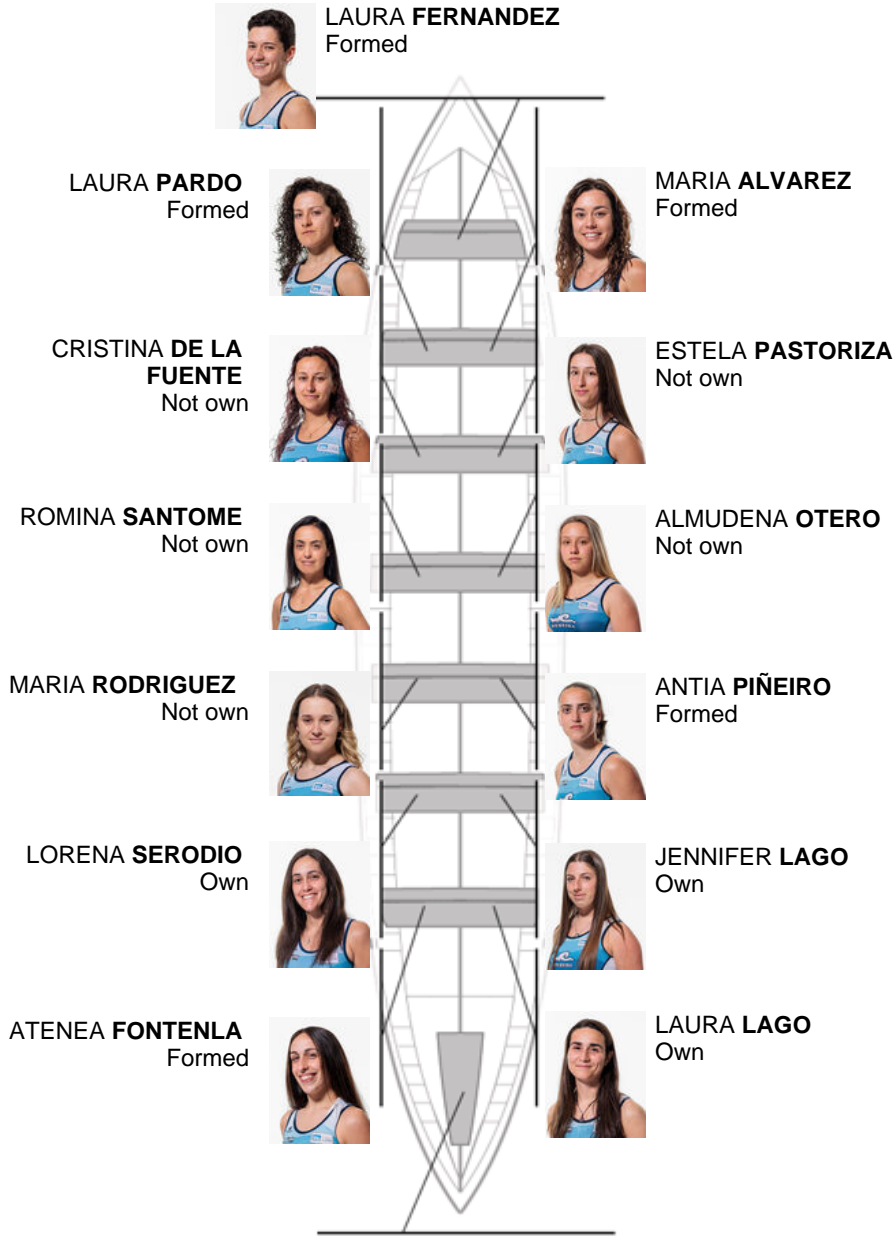 LAURA FERNANDEZ
Formed
LAURA PARDO
Formed
MARIA ALVAREZ
Formed
CRISTINA DE LA
FUENTE
Not own
ESTELA PASTORIZA
Not own
ROMINA SANTOME
Not own
ALMUDENA OTERO
Not own
MARIA RODRIGUEZ
Not own
ANTIA PIÑEIRO
Formed
LORENA SERODIO
Own
JENNIFER LAGO
Own
ATENEA FONTENLA
Formed
LAURA LAGO
Own